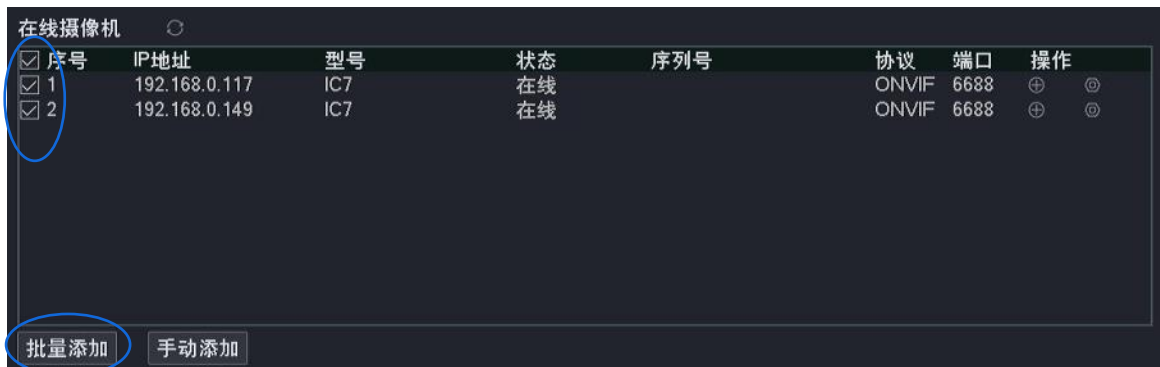 在线摄像机
序号 IP地址 型号 状态 序列号 协议 端口 操作
1 192.168.0.117 IC7 在线 ONVIF 6688
2 192.168.0.149 IC7 在线 ONVIF 6688
批量添加 手动添加